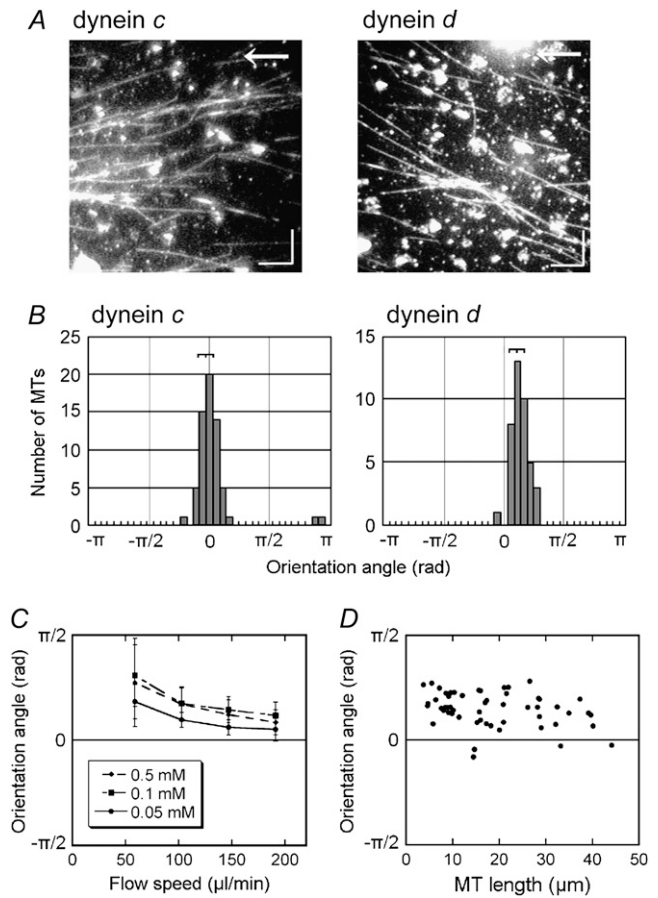 A dynein c dynein d
B dynein c dynein d
25
20
15
10
5
0
Number of MTs
-π -π/2 0 π/2 π
15
10
5
0
-π -π/2 0 π/2 π
Orientation angle (rad)
C
π/2
0
-π/2
Orientation angle (rad)
0.5 mM
0.1 mM
0.05 mM
0 50 100 150 200
Flow speed (μl/min)
D
π/2
0
-π/2
Orientation angle (rad)
0 10 20 30 40 50
MT length (μm)